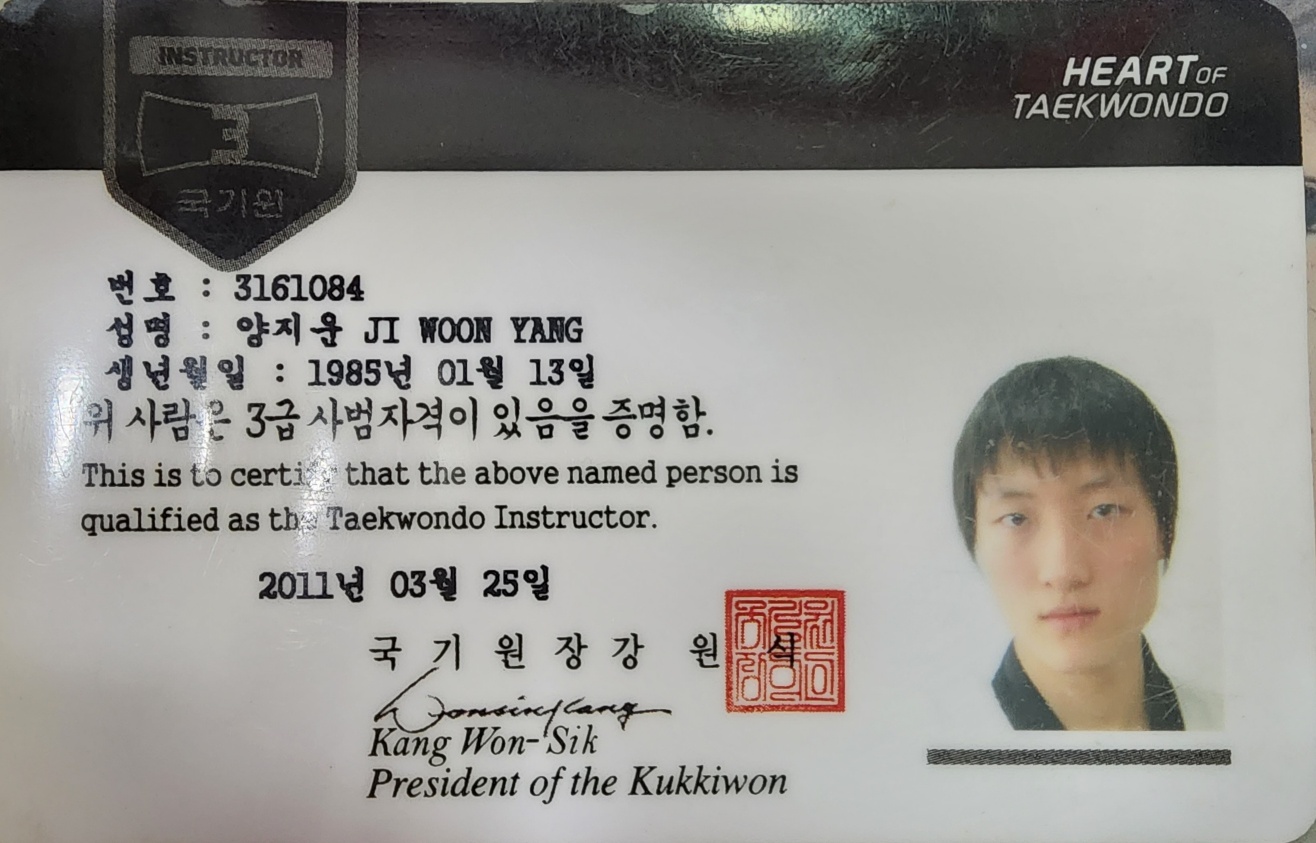 INSTRUCTOR
3
국기원
HEART OF
TAEKWONDO
번호 : 3161084
성명 : 양지운 JI WOON YANG
생년월일 : 1985년 01월 13일
위 사람은 3급 사범자격이 있음을 증명함.
This is to certify that the above named person is
qualified as the Taekwondo Instructor.
2011년 03월 25일
국 기 원 장 강 원 식
Kang Won-Sik
President of the Kukkiwon